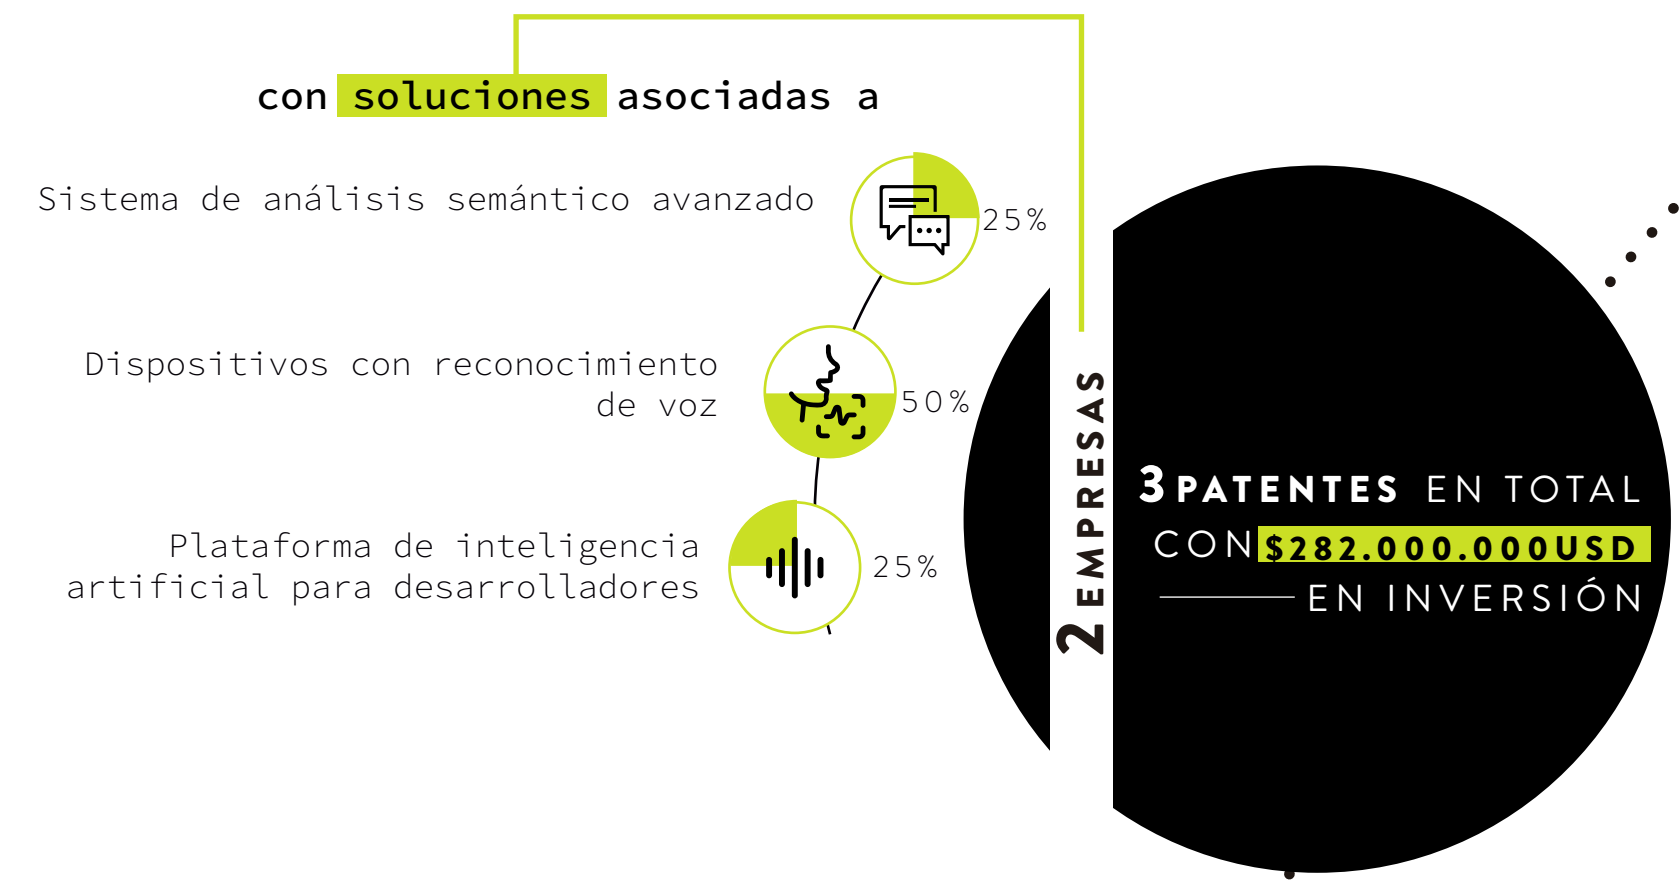 con soluciones asociadas a
Sistema de análisis semántico avanzado
25%
Dispositivos con reconocimiento
de voz
50%
Plataforma de inteligencia
artificial para desarrolladores
25%
2 EMPRESAS
3 PATENTES EN TOTAL
CON $282.000.000USD
EN INVERSIÓN